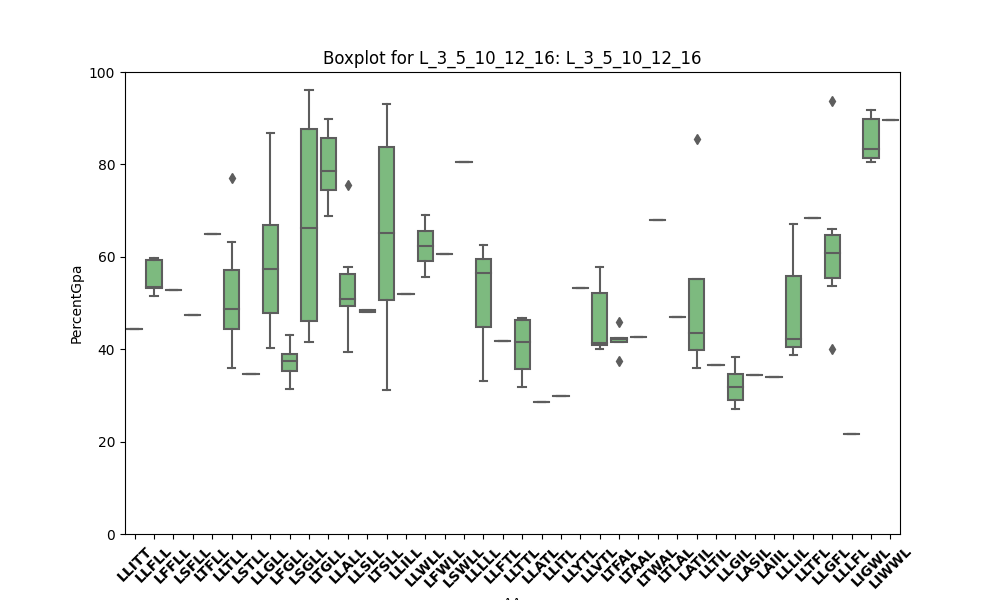 Boxplot for L_3_5_10_12_16: L_3_5_10_12_16
100
80
60
40
20
0
PercentGpa
LLITT
LLFLL
LFFLL
LSFLL
LTFLL
LLTLL
LSTLL
LLGLL
LFGLL
LSGLL
LTGLL
LLALL
LLSLL
LTSLL
LLILL
LLWLL
LFWLL
LSWLL
LLLLL
LLFTL
LLTTL
LLATL
LLITL
LLYTL
LLVTL
LTFAL
LTAAL
LTWAL
LTLAL
LATIL
LLTIL
LLGIL
LASIL
LAIIL
LLLIL
LLTFL
LLGFL
LLLFL
LIGWL
LIWWL